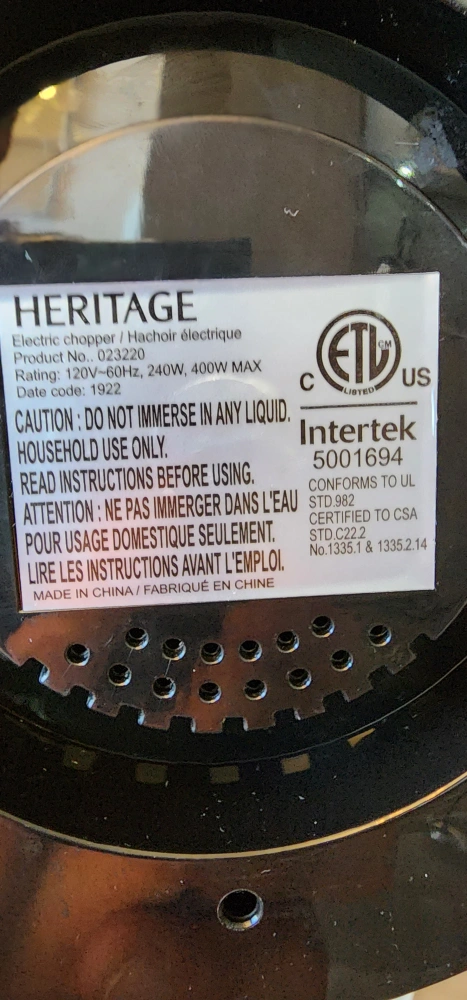 HERITAGE
Electric chopper / Hachoir électrique
Product No.. 023220
Rating: 120V~60Hz, 240W, 400W MAX
Date code: 1922
CAUTION : DO NOT IMMERSE IN ANY LIQUID.
HOUSEHOLD USE ONLY.
READ INSTRUCTIONS BEFORE USING.
ATTENTION : NE PAS IMMERGER DANS L'EAU
POUR USAGE DOMESTIQUE SEULEMENT.
LIRE LES INSTRUCTIONS AVANT L'EMPLOI.
MADE IN CHINA / FABRIQUÉ EN CHINE
ETL CM
LISTED
C US
Intertek
5001694
CONFORMS TO UL
STD.982
CERTIFIED TO CSA
STD.C22.2
No.1335.1 & 1335.2.14